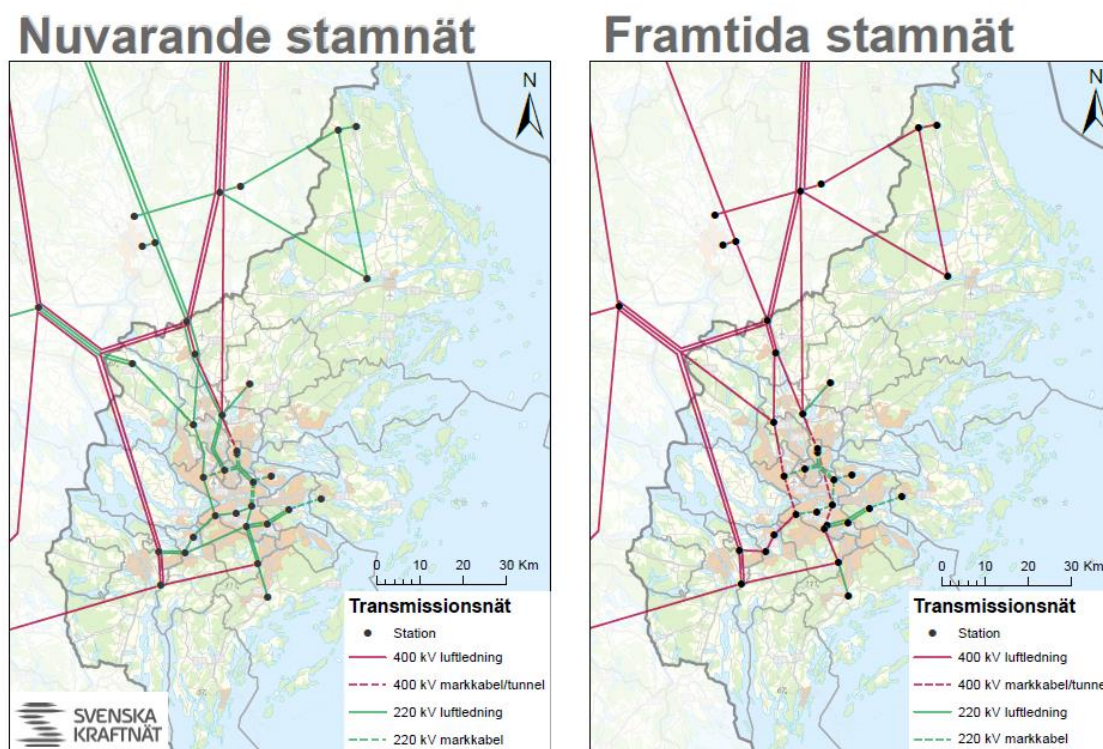 Nuvarande stamnät
N
0 10 20 30 Km
Transmissionsnät
Station
400 kV luftledning
400 kV markkabel/tunnel
220 kV luftledning
220 kV markkabel
SVENSKA
KRAFTNÄT
Framtida stamnät
N
0 10 20 30 Km
Transmissionsnät
Station
400 kV luftledning
400 kV markkabel/tunnel
220 kV luftledning
220 kV markkabel